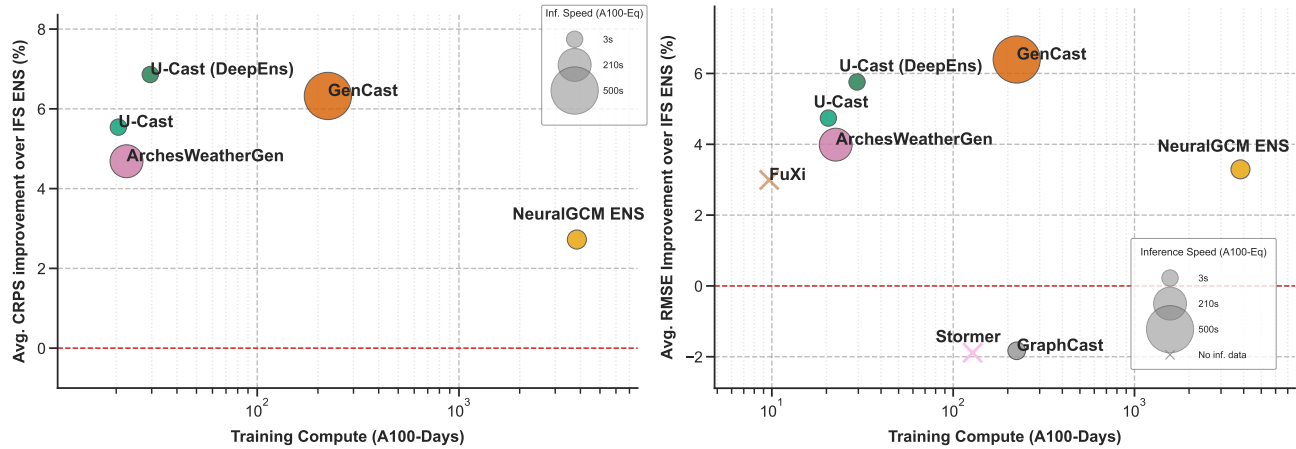 Avg. CRPS improvement over IFS ENS (%)
8
6
4
2
0
U-Cast (DeepEns)
GenCast
U-Cast
ArchesWeatherGen
NeuralGCM ENS
Inf. Speed (A100-Eq)
3s
210s
500s
10²
10³
Training Compute (A100-Days)
Avg. RMSE Improvement over IFS ENS (%)
6
4
2
0
−2
GenCast
U-Cast (DeepEns)
U-Cast
ArchesWeatherGen
NeuralGCM ENS
FuXi
Stormer
GraphCast
Inference Speed (A100-Eq)
3s
210s
500s
No inf. data
10¹
10²
10³
Training Compute (A100-Days)